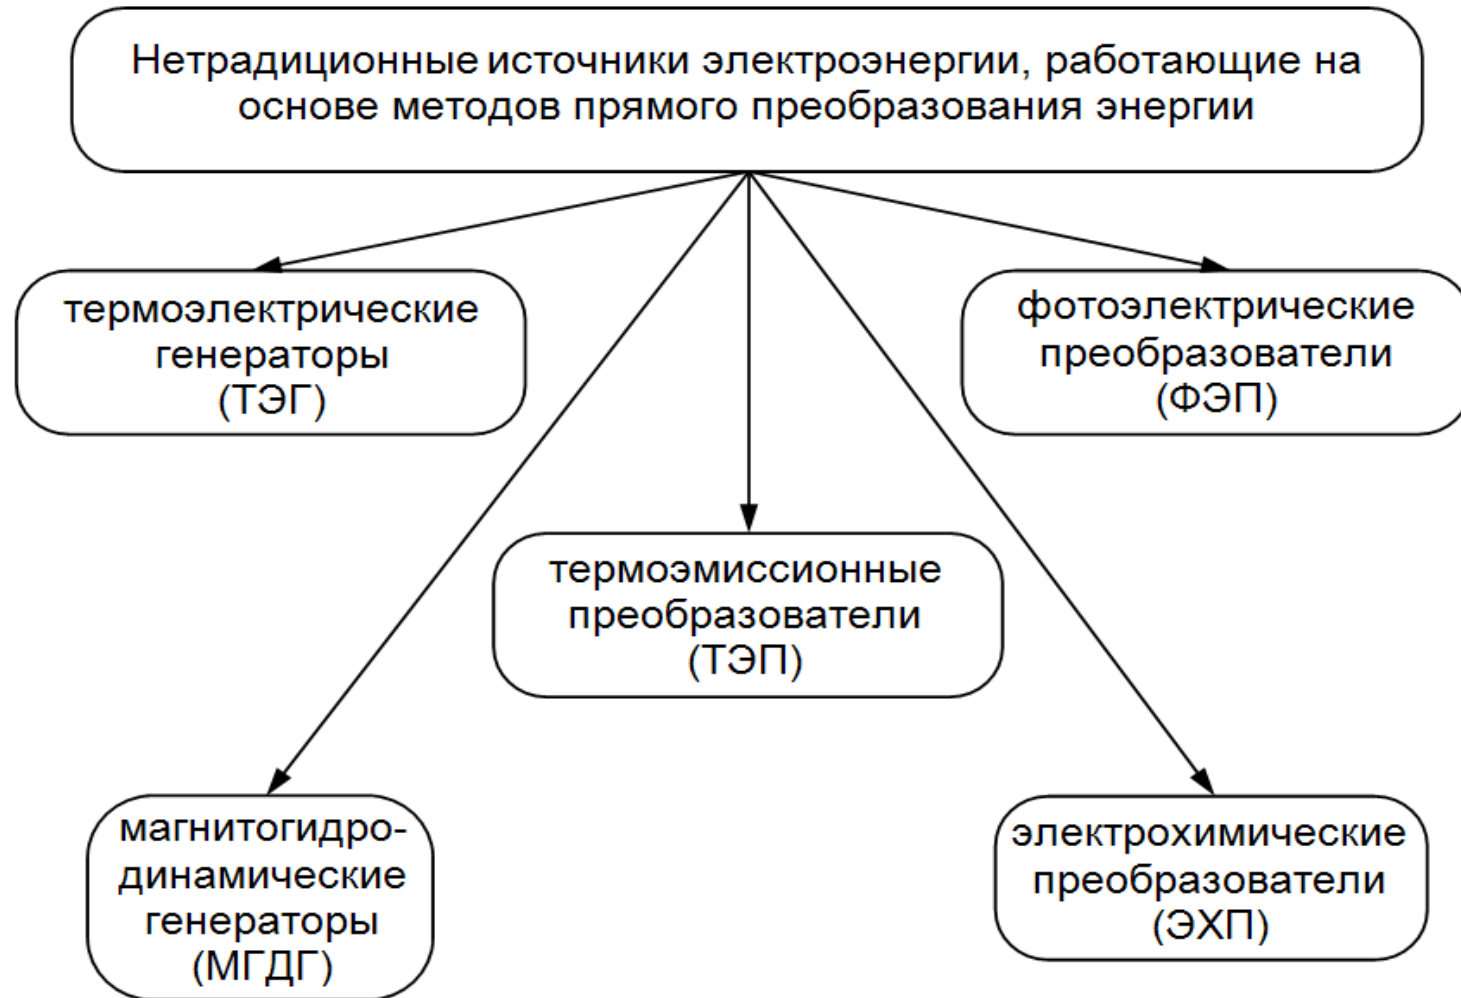 Нетрадиционные источники электроэнергии, работающие на
основе методов прямого преобразования энергии
термоэлектрические
генераторы
(ТЭГ)
фотоэлектрические
преобразователи
(ФЭП)
термоэмиссионные
преобразователи
(ТЭП)
магнитогидро-
динамические
генераторы
(МГДГ)
электрохимические
преобразователи
(ЭХП)